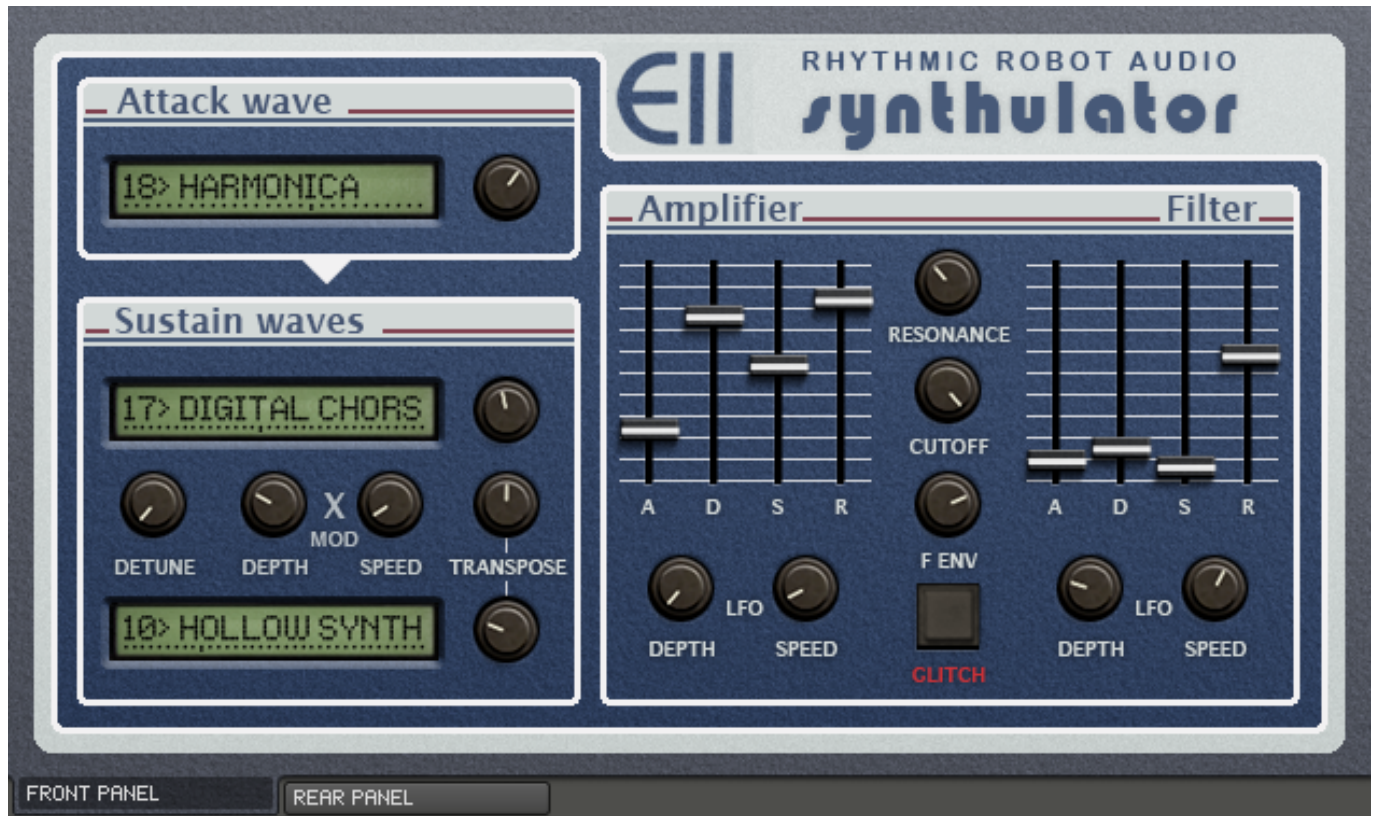 EII
RHYTHMIC ROBOT AUDIO
synthulator
Attack wave
18> HARMONICA
Sustain waves
17> DIGITAL CHORS
DETUNE
DEPTH
X
MOD
SPEED
TRANSPOSE
10> HOLLOW SYNTH
Amplifier
Filter
RESONANCE
CUTOFF
F ENV
GLITCH
A D S R
DEPTH
LFO
SPEED
A D S R
DEPTH
LFO
SPEED
FRONT PANEL
REAR PANEL